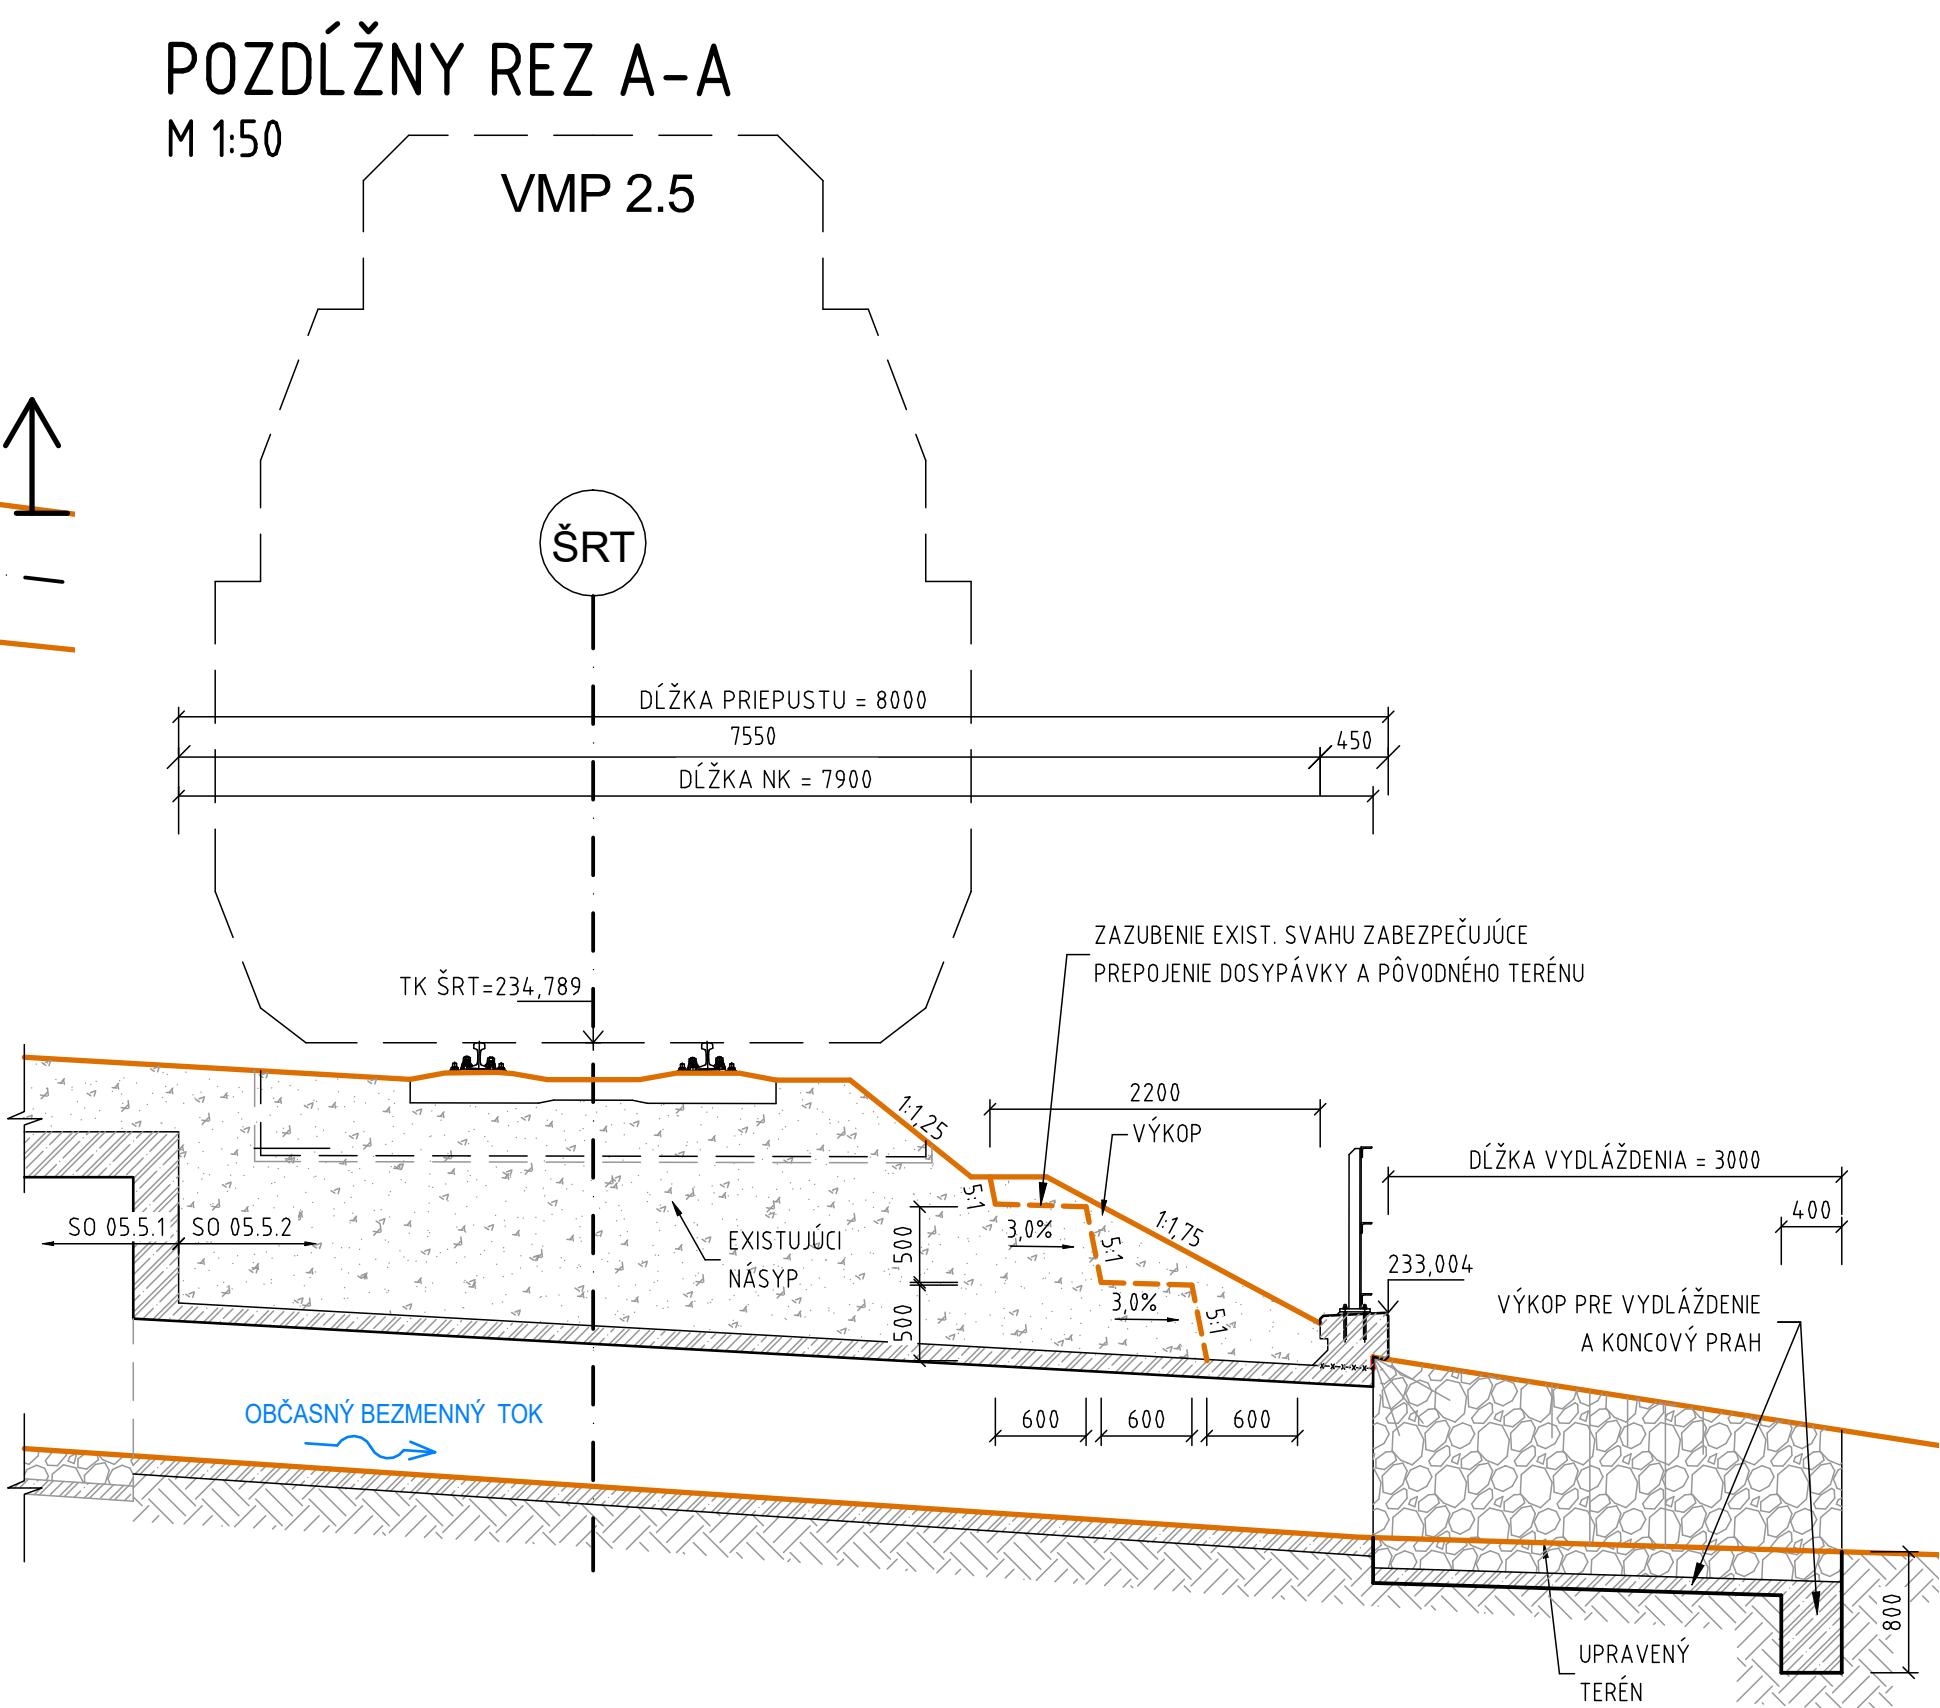 POZDĹŽNY REZ A-A
M 1:50
VMP 2.5
ŠRT
DĹŽKA PRIEPUSTU = 8000
7550
450
DĹŽKA NK = 7900
ZAZUBENIE EXIST. SVAHU ZABEZPEČUJÚCE
PREPOJENIE DOSYPÁVKY A PÔVODNÉHO TERÉNU
TK ŠRT=234,789
2200
1:1,25
VÝKOP
DĹŽKA VYDLÁŽDENIA = 3000
5:1
400
SO 05.5.1
SO 05.5.2
EXISTUJÚCI
NÁSYP
500
3,0%
5:1
1:1,75
233,004
500
3,0%
5:1
VÝKOP PRE VYDLÁŽDENIE
A KONCOVÝ PRAH
OBČASNÝ BEZMENNÝ TOK
600
600
600
800
UPRAVENÝ
TERÉN